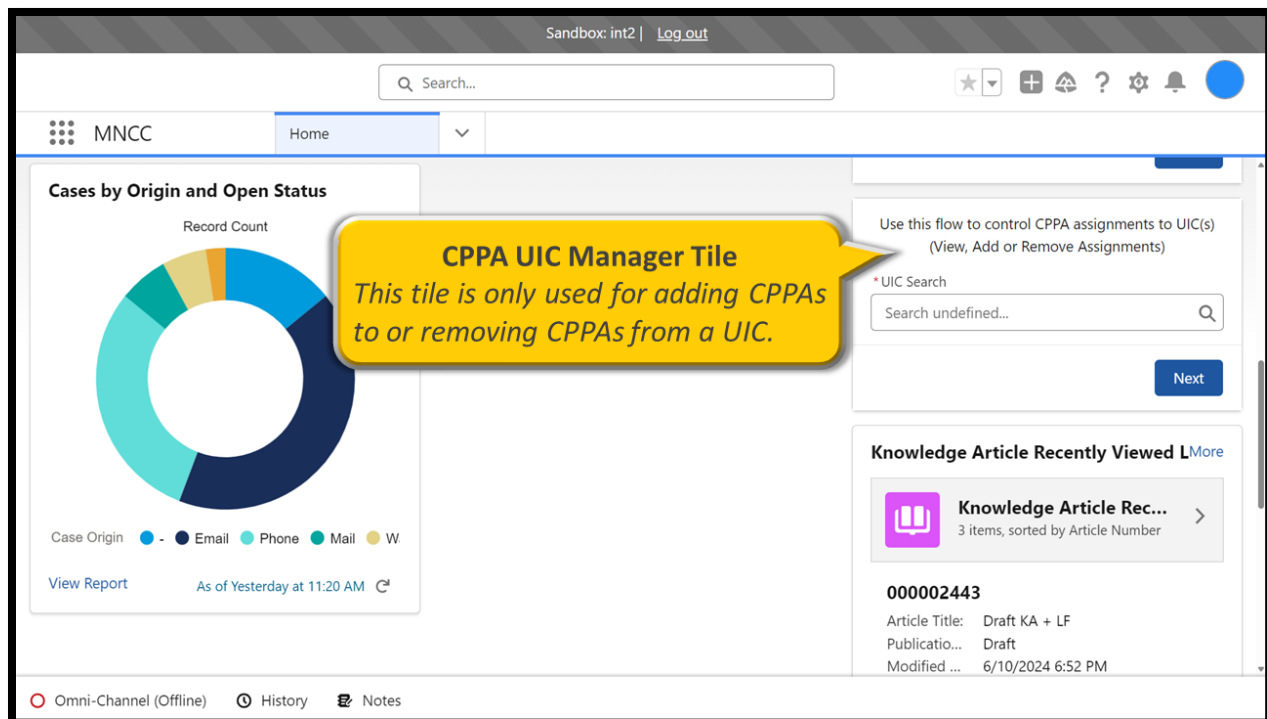 Sandbox: int2 | Log out
Search...
MNCC
Home
Cases by Origin and Open Status
Record Count
CPPA UIC Manager Tile
This tile is only used for adding CPPAs
to or removing CPPAs from a UIC.
Case Origin - Email Phone Mail W
View Report As of Yesterday at 11:20 AM
Use this flow to control CPPA assignments to UIC(s)
(View, Add or Remove Assignments)
* UIC Search
Search undefined...
Next
Knowledge Article Recently Viewed L More
Knowledge Article Rec...
3 items, sorted by Article Number
000002443
Article Title: Draft KA + LF
Publicatio... Draft
Modified ... 6/10/2024 6:52 PM
Omni-Channel (Offline) History Notes